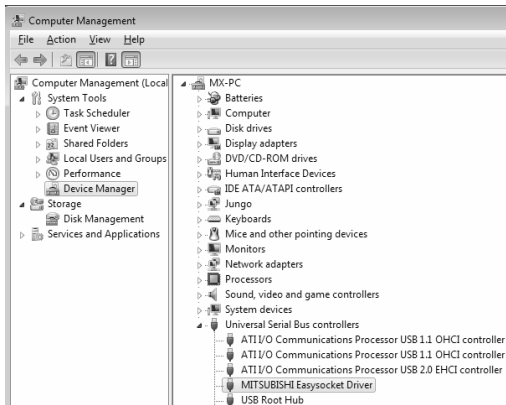 Computer Management
File Action View Help
Computer Management (Local
System Tools
Task Scheduler
Event Viewer
Shared Folders
Local Users and Groups
Performance
Device Manager
Storage
Disk Management
Services and Applications
MX-PC
Batteries
Computer
Disk drives
Display adapters
DVD/CD-ROM drives
Human Interface Devices
IDE ATA/ATAPI controllers
Jungo
Keyboards
Mice and other pointing devices
Monitors
Network adapters
Processors
Sound, video and game controllers
System devices
Universal Serial Bus controllers
ATI I/O Communications Processor USB 1.1 OHCI controller
ATI I/O Communications Processor USB 1.1 OHCI controller
ATI I/O Communications Processor USB 2.0 EHCI controller
MITSUBISHI Easysocket Driver
USB Root Hub